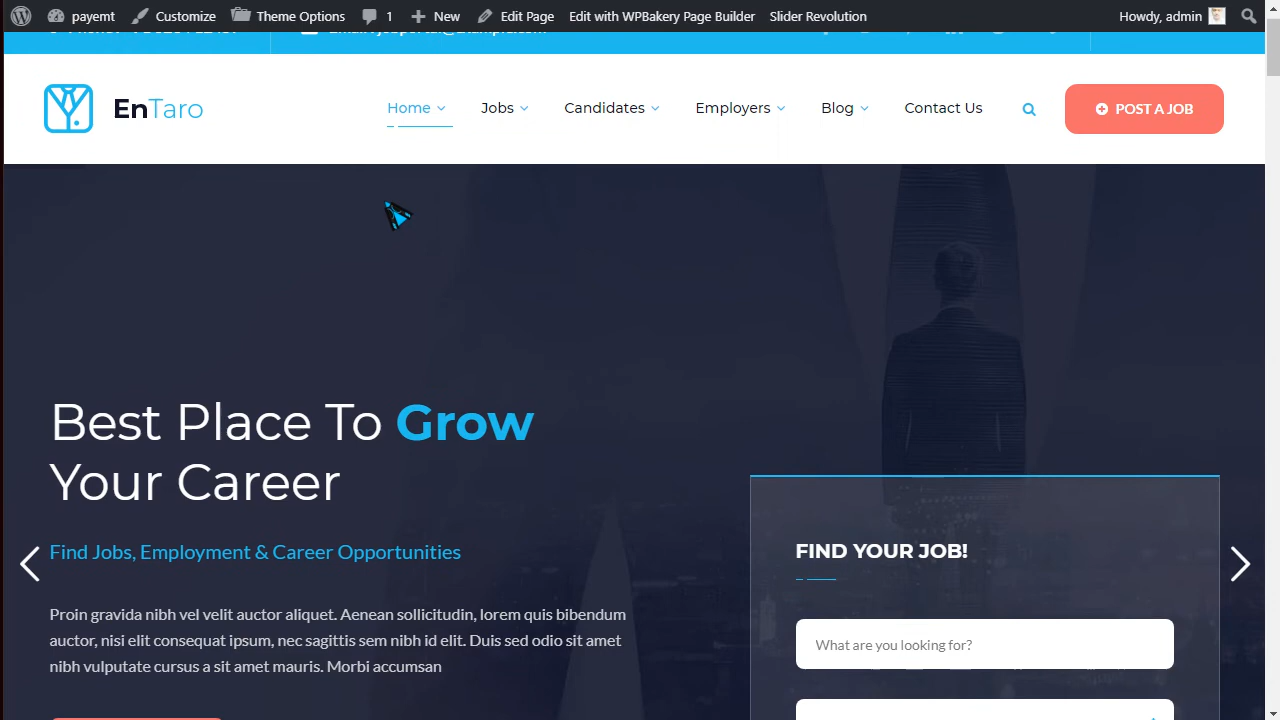 payemt Customize Theme Options 1 New Edit Page Edit with WPBakery Page Builder Slider Revolution Howdy, admin
EnTaro Home Jobs Candidates Employers Blog Contact Us POST A JOB
Best Place To Grow
Your Career
Find Jobs, Employment & Career Opportunities
Proin gravida nibh vel velit auctor aliquet. Aenean sollicitudin, lorem quis bibendum
auctor, nisi elit consequat ipsum, nec sagittis sem nibh id elit. Duis sed odio sit amet
nibh vulputate cursus a sit amet mauris. Morbi accumsan
FIND YOUR JOB!
What are you looking for?